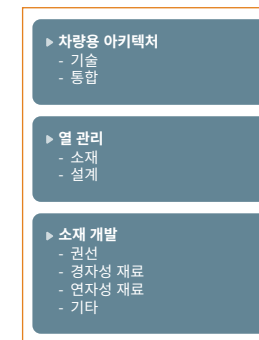 ▶ 차량용 아키텍처
- 기술
- 통합
▶ 열 관리
- 소재
- 설계
▶ 소재 개발
- 권선
- 경자성 재료
- 연자성 재료
- 기타